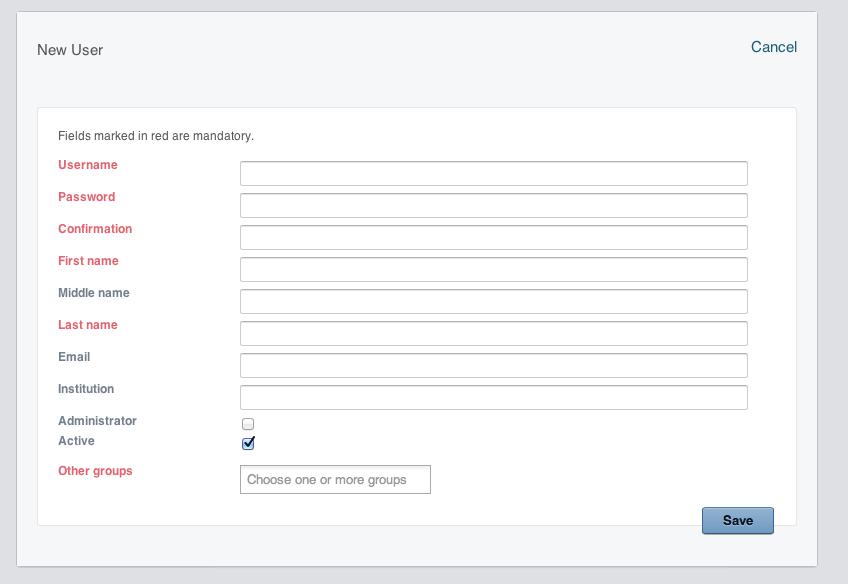 New User
Cancel
Fields marked in red are mandatory.
Username
Password
Confirmation
First name
Middle name
Last name
Email
Institution
Administrator
Active
Other groups
Choose one or more groups
Save